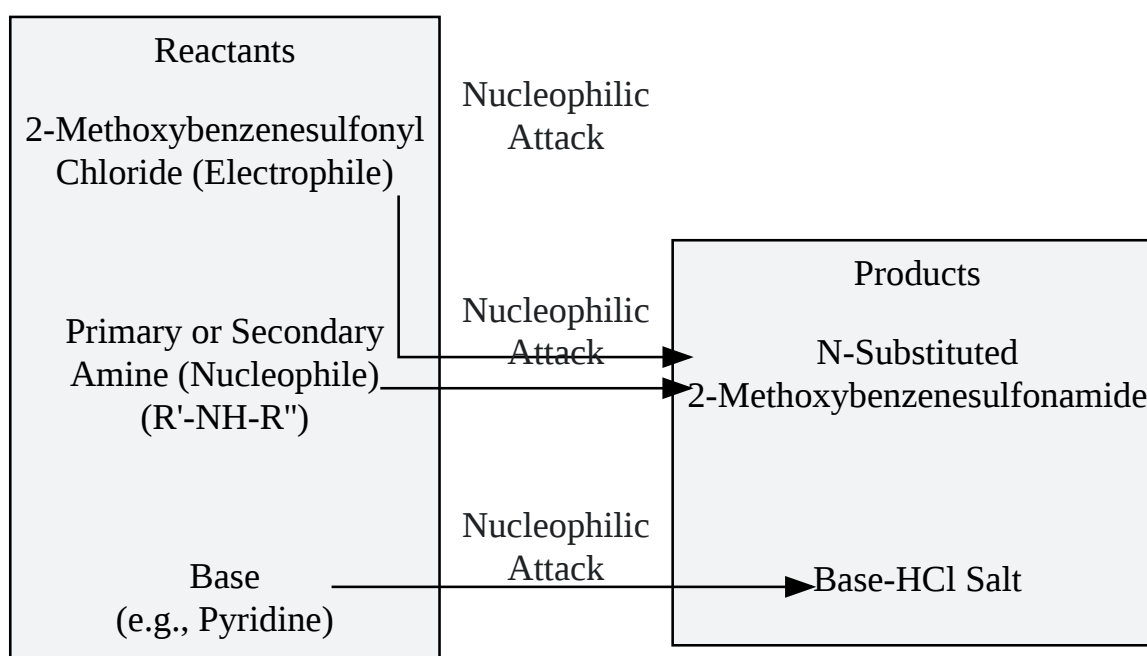 Reactants
2-Methoxybenzenesulfonyl
Chloride (Electrophile)
Primary or Secondary
Amine (Nucleophile)
(R'-NH-R")
Base
(e.g., Pyridine)
Nucleophilic
Attack
Nucleophilic
Attack
Nucleophilic
Attack
Products
N-Substituted
2-Methoxybenzenesulfonamide
Base-HCl Salt